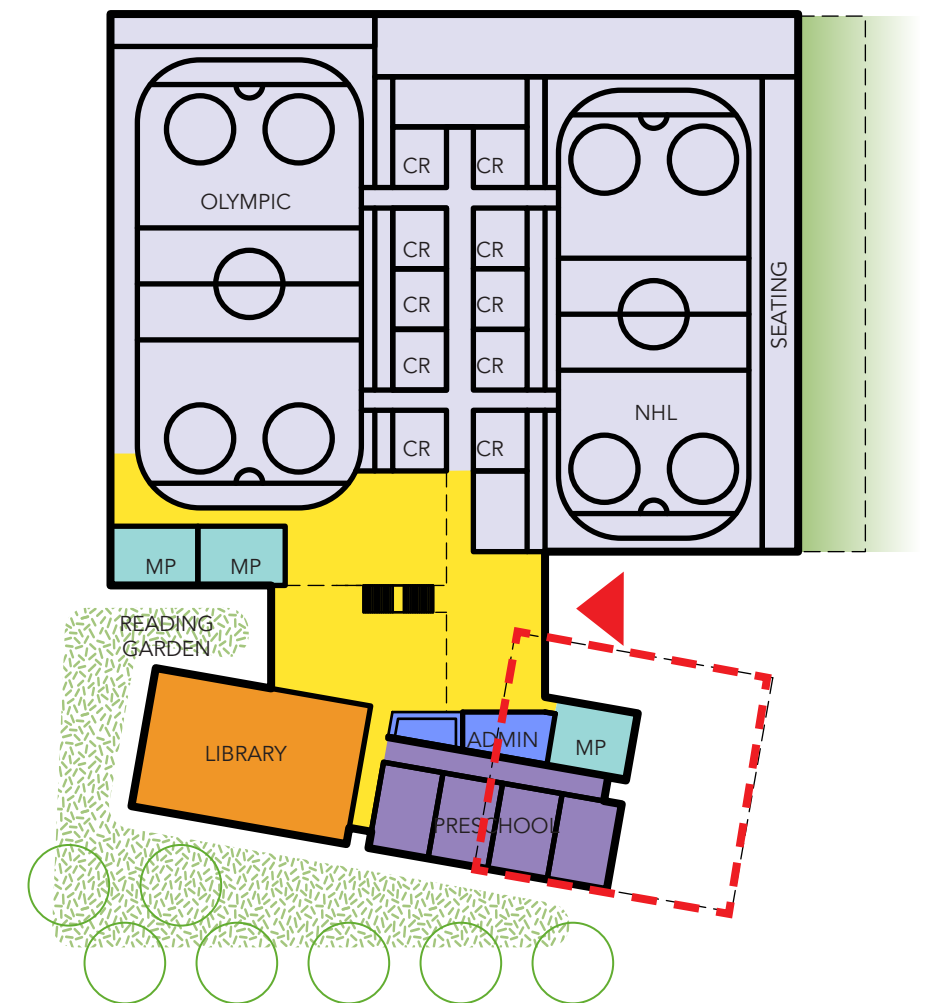 CR CR
OLYMPIC
CR CR
SEATING
CR CR
CR CR
NHL
CR CR
MP MP
READING
GARDEN
ADMIN
MP
LIBRARY
PRESCHOOL